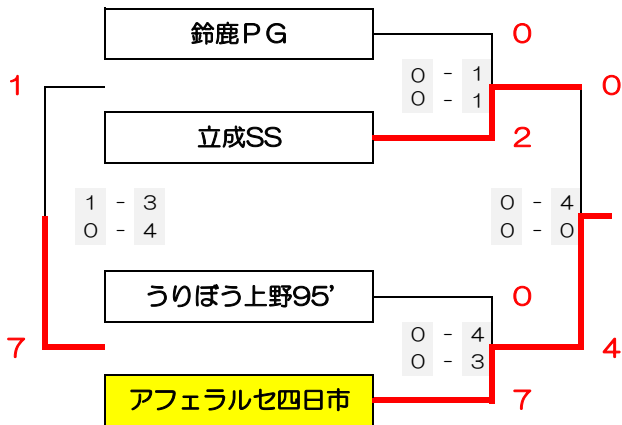 鈴鹿ＰＧ
0
1
0 - 1
0 - 1
0
立成SS
2
1 - 3
0 - 4
0 - 4
0 - 0
うりぼう上野95’
0
7
0 - 4
0 - 3
4
アフェラルセ四日市
7